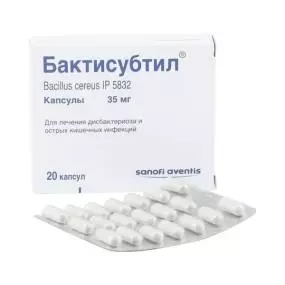 Бактисубтил®
Bacillus cereus IP 5832
Капсулы 35 мг
Для лечения дисбактериоза и
острых кишечных инфекций
20 капсул
sanofi aventis